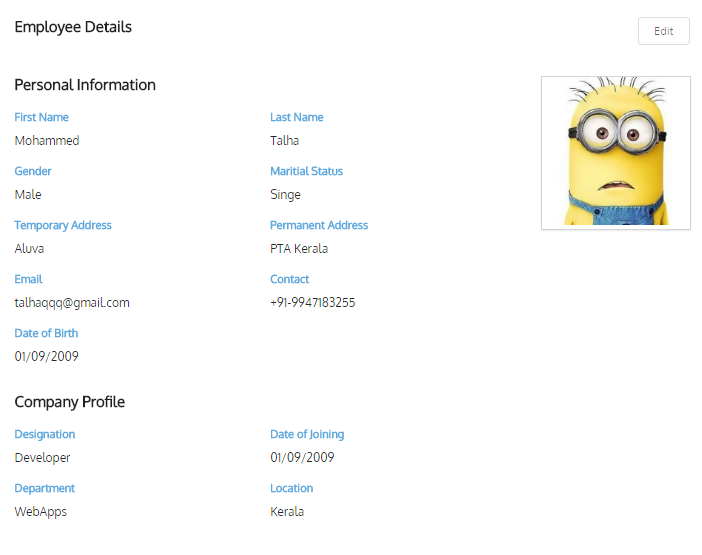 Employee Details
Edit
Personal Information
First Name Last Name
Mohammed Talha
Gender Maritial Status
Male Singe
Temporary Address Permanent Address
Aluva PTA Kerala
Email Contact
talhaqqq@gmail.com +91-9947183255
Date of Birth
01/09/2009
Company Profile
Designation Date of Joining
Developer 01/09/2009
Department Location
WebApps Kerala